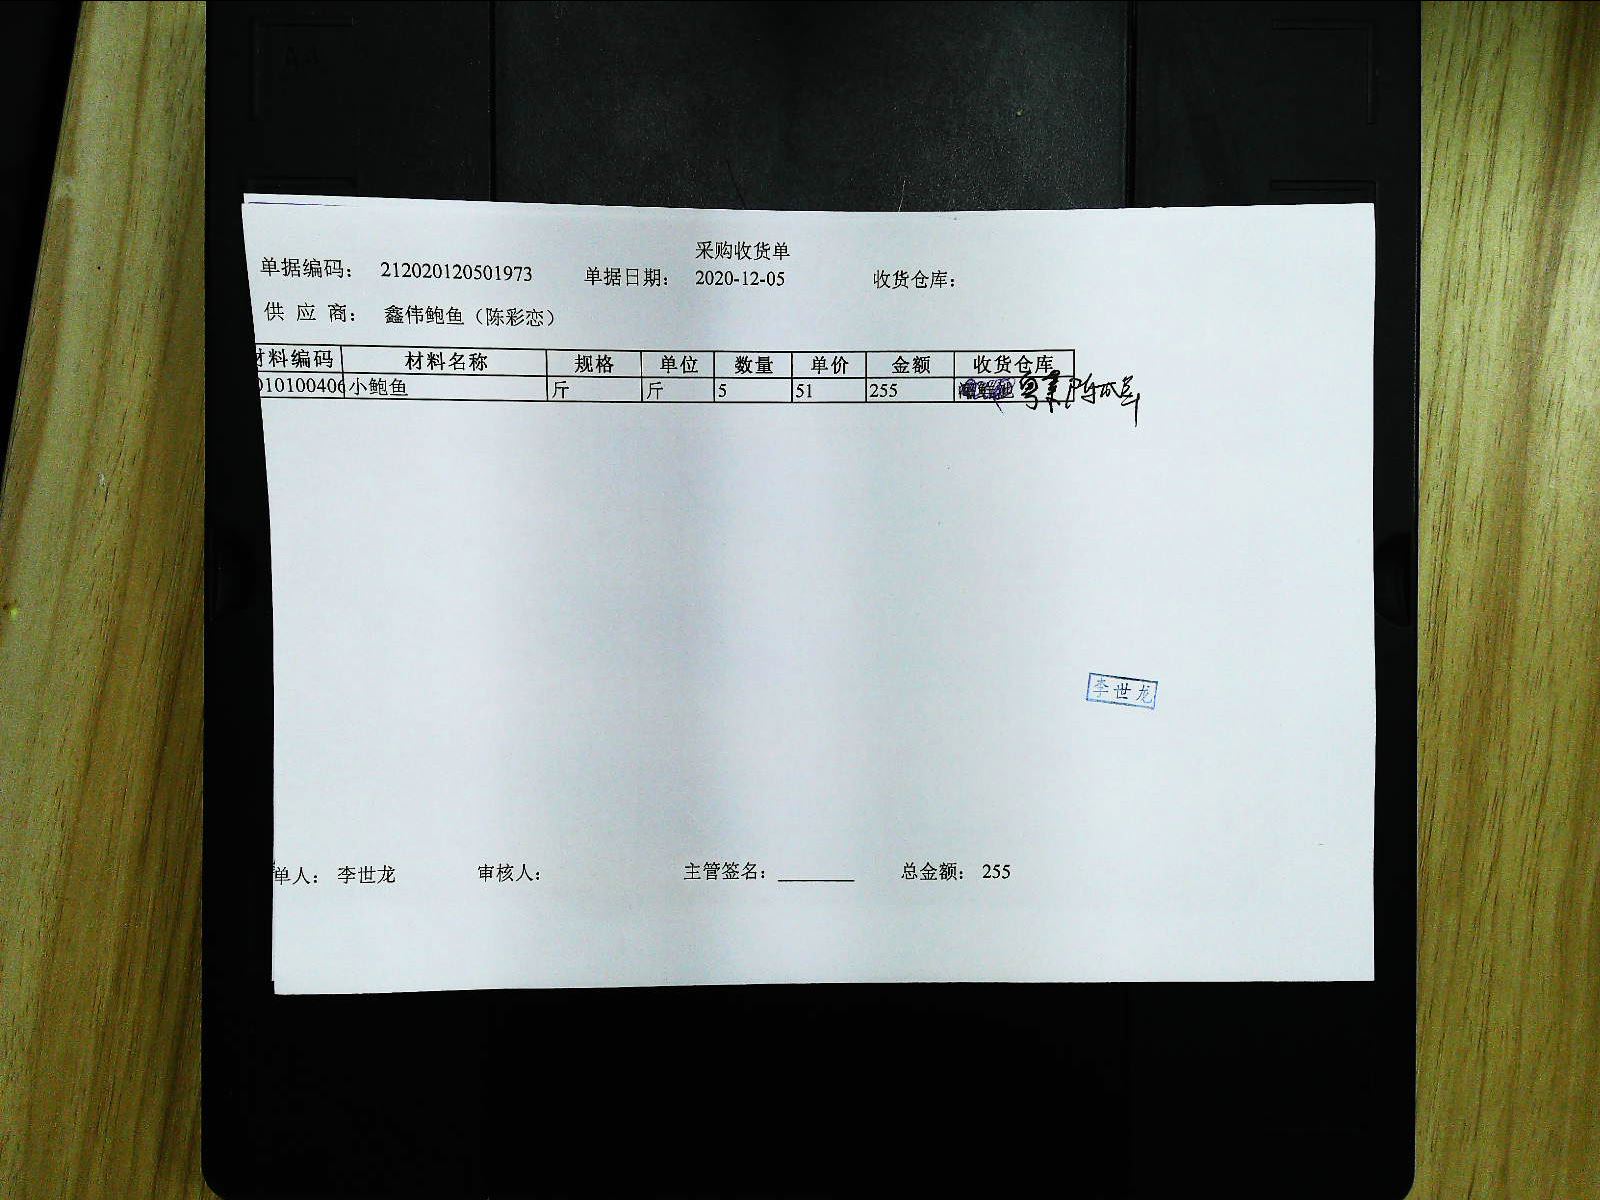 采购收货单
单据编码： 212020120501973 单据日期： 2020-12-05 收货仓库：
供 应 商： 鑫伟鲍鱼（陈彩恋）
材料编码 材料名称 规格 单位 数量 单价 金额 收货仓库
010100406 小鲍鱼 斤 斤 5 51 255
李世龙
单人： 李世龙 审核人： 主管签名： 总金额： 255